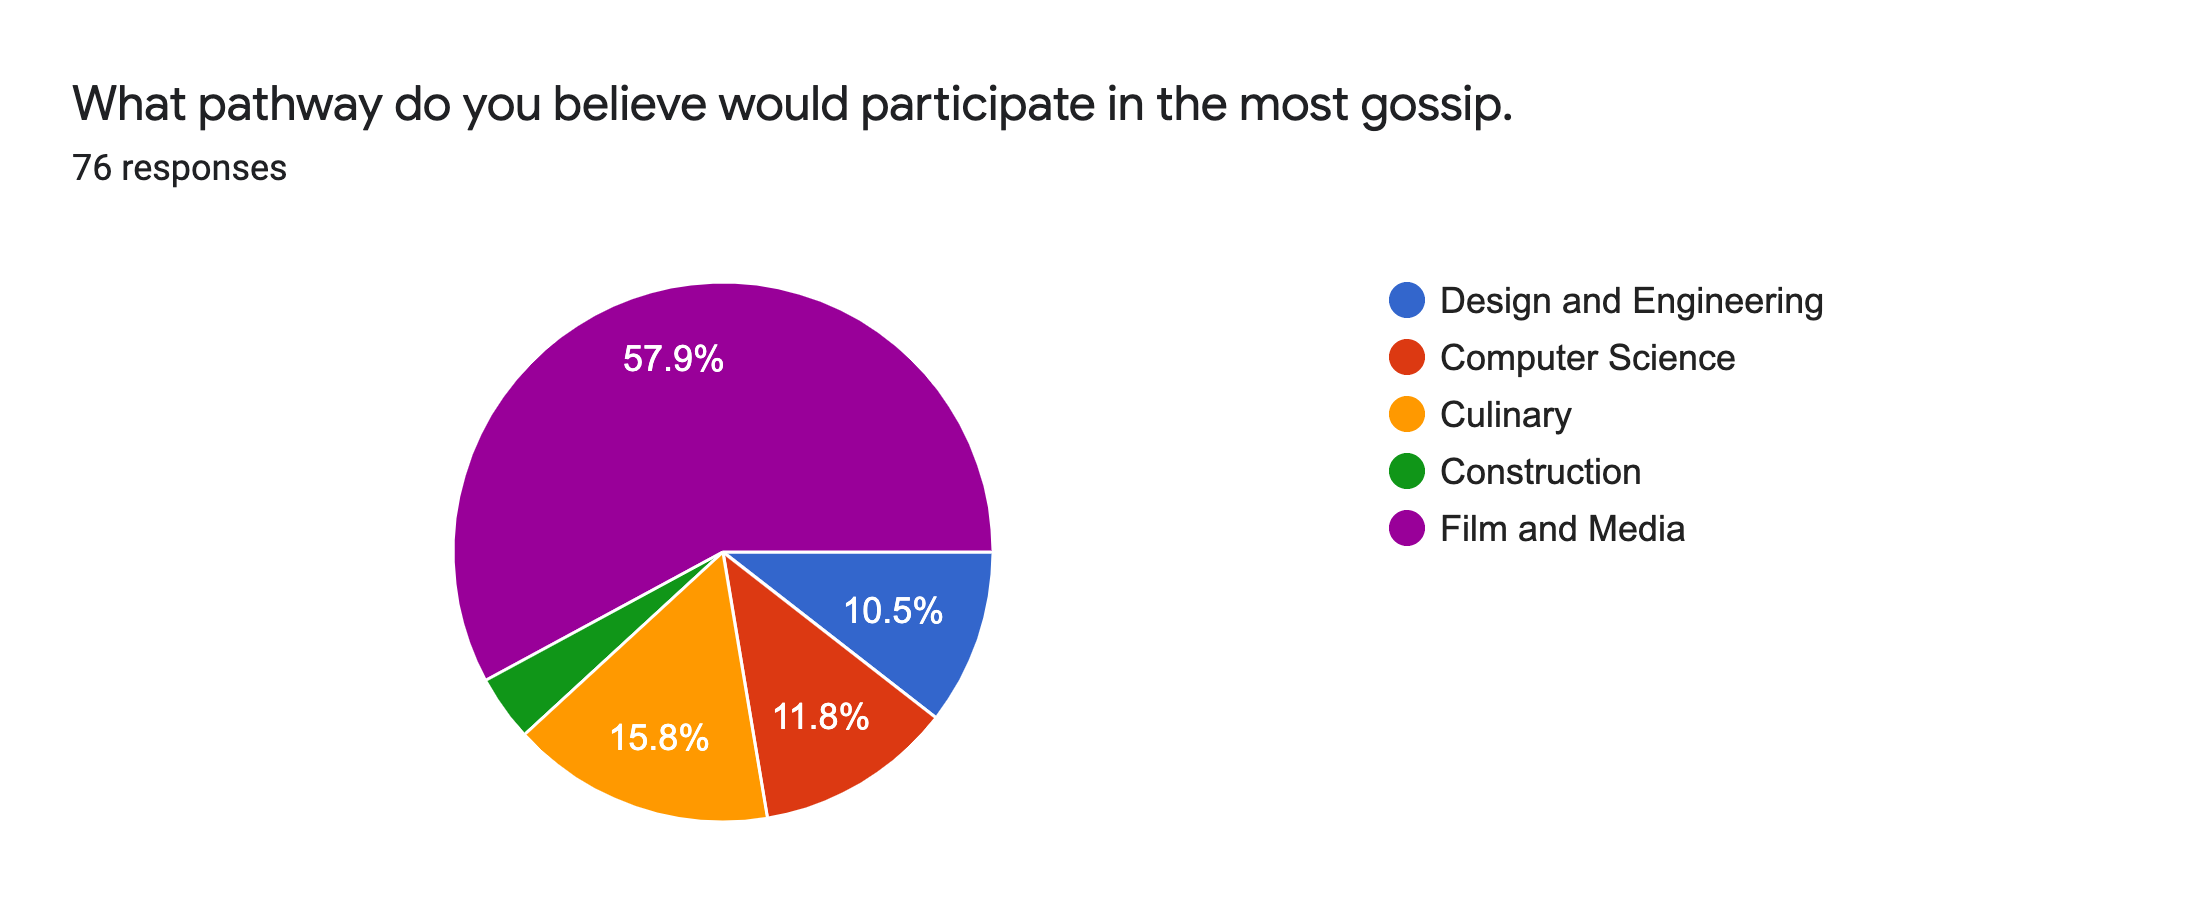 What pathway do you believe would participate in the most gossip.
76 responses
57.9%
10.5%
11.8%
15.8%
Design and Engineering
Computer Science
Culinary
Construction
Film and Media